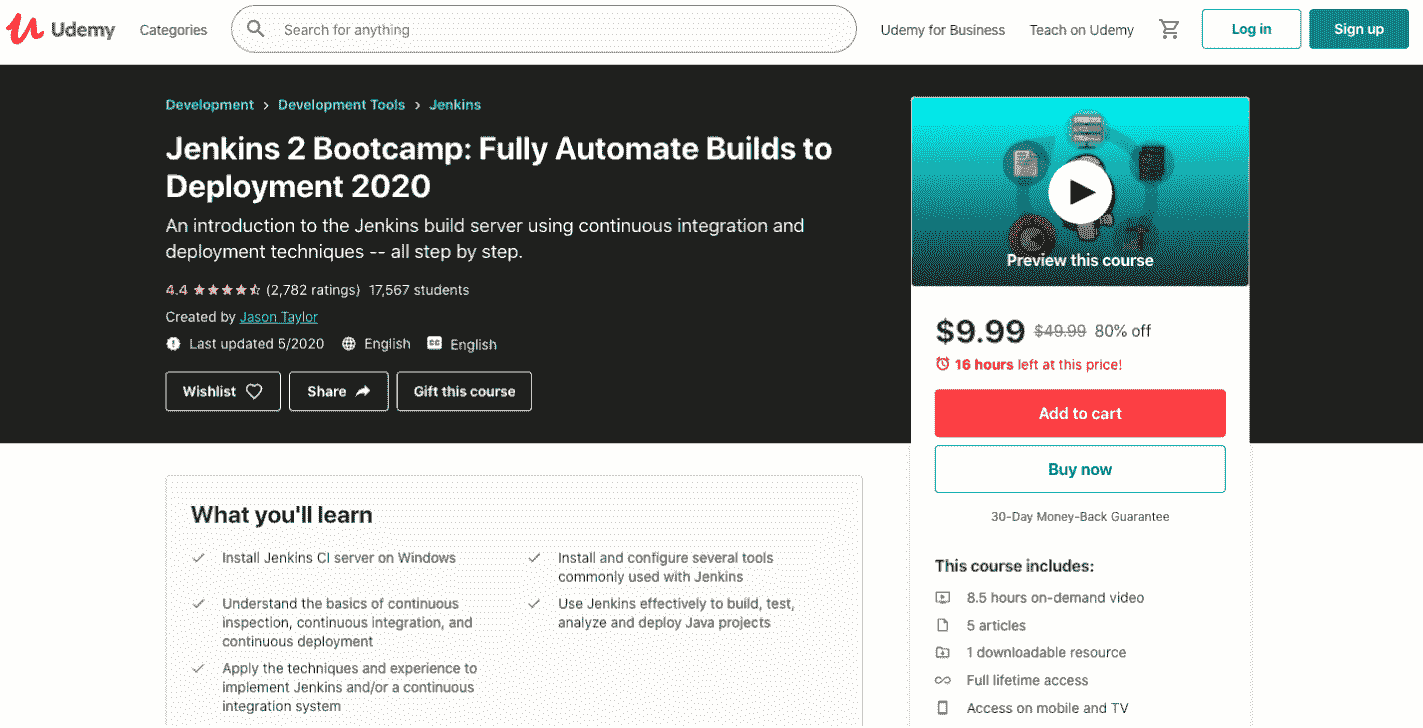 Udemy
Categories
Search for anything
Udemy for Business
Teach on Udemy
Log in
Sign up
Development > Development Tools > Jenkins
Jenkins 2 Bootcamp: Fully Automate Builds to
Deployment 2020
An introduction to the Jenkins build server using continuous integration and
deployment techniques -- all step by step.
4.4 (2,782 ratings) 17,567 students
Created by Jason Taylor
Last updated 5/2020 English CC English
Wishlist
Share
Gift this course
Preview this course
$9.99 $49.99 80% off
16 hours left at this price!
Add to cart
Buy now
30-Day Money-Back Guarantee
This course includes:
8.5 hours on-demand video
5 articles
1 downloadable resource
Full lifetime access
Access on mobile and TV
What you'll learn
Install Jenkins CI server on Windows
Understand the basics of continuous
inspection, continuous integration, and
continuous deployment
Apply the techniques and experience to
implement Jenkins and/or a continuous
integration system
Install and configure several tools
commonly used with Jenkins
Use Jenkins effectively to build, test,
analyze and deploy Java projects